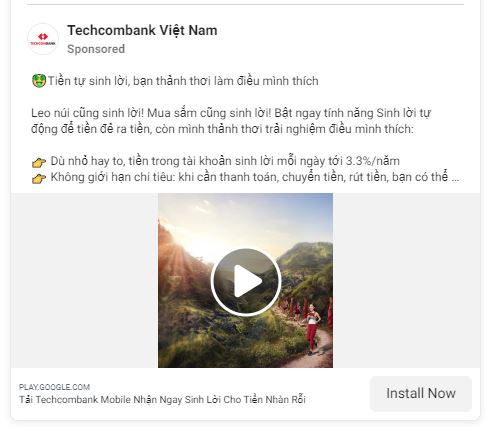 Techcombank Việt Nam
TECHCOMBANK
Sponsored
🤑Tiền tự sinh lời, bạn thảnh thơi làm điều mình thích
Leo núi cũng sinh lời! Mua sắm cũng sinh lời! Bật ngay tính năng Sinh lời tự
động để tiền đẻ ra tiền, còn mình thảnh thơi trải nghiệm điều mình thích:
👉 Dù nhỏ hay to, tiền trong tài khoản sinh lời mỗi ngày tới 3.3%/năm
👉 Không giới hạn chi tiêu: khi cần thanh toán, chuyển tiền, rút tiền, bạn có thể ...
PLAY.GOOGLE.COM
Tải Techcombank Mobile Nhận Ngay Sinh Lời Cho Tiền Nhàn Rỗi
Install Now